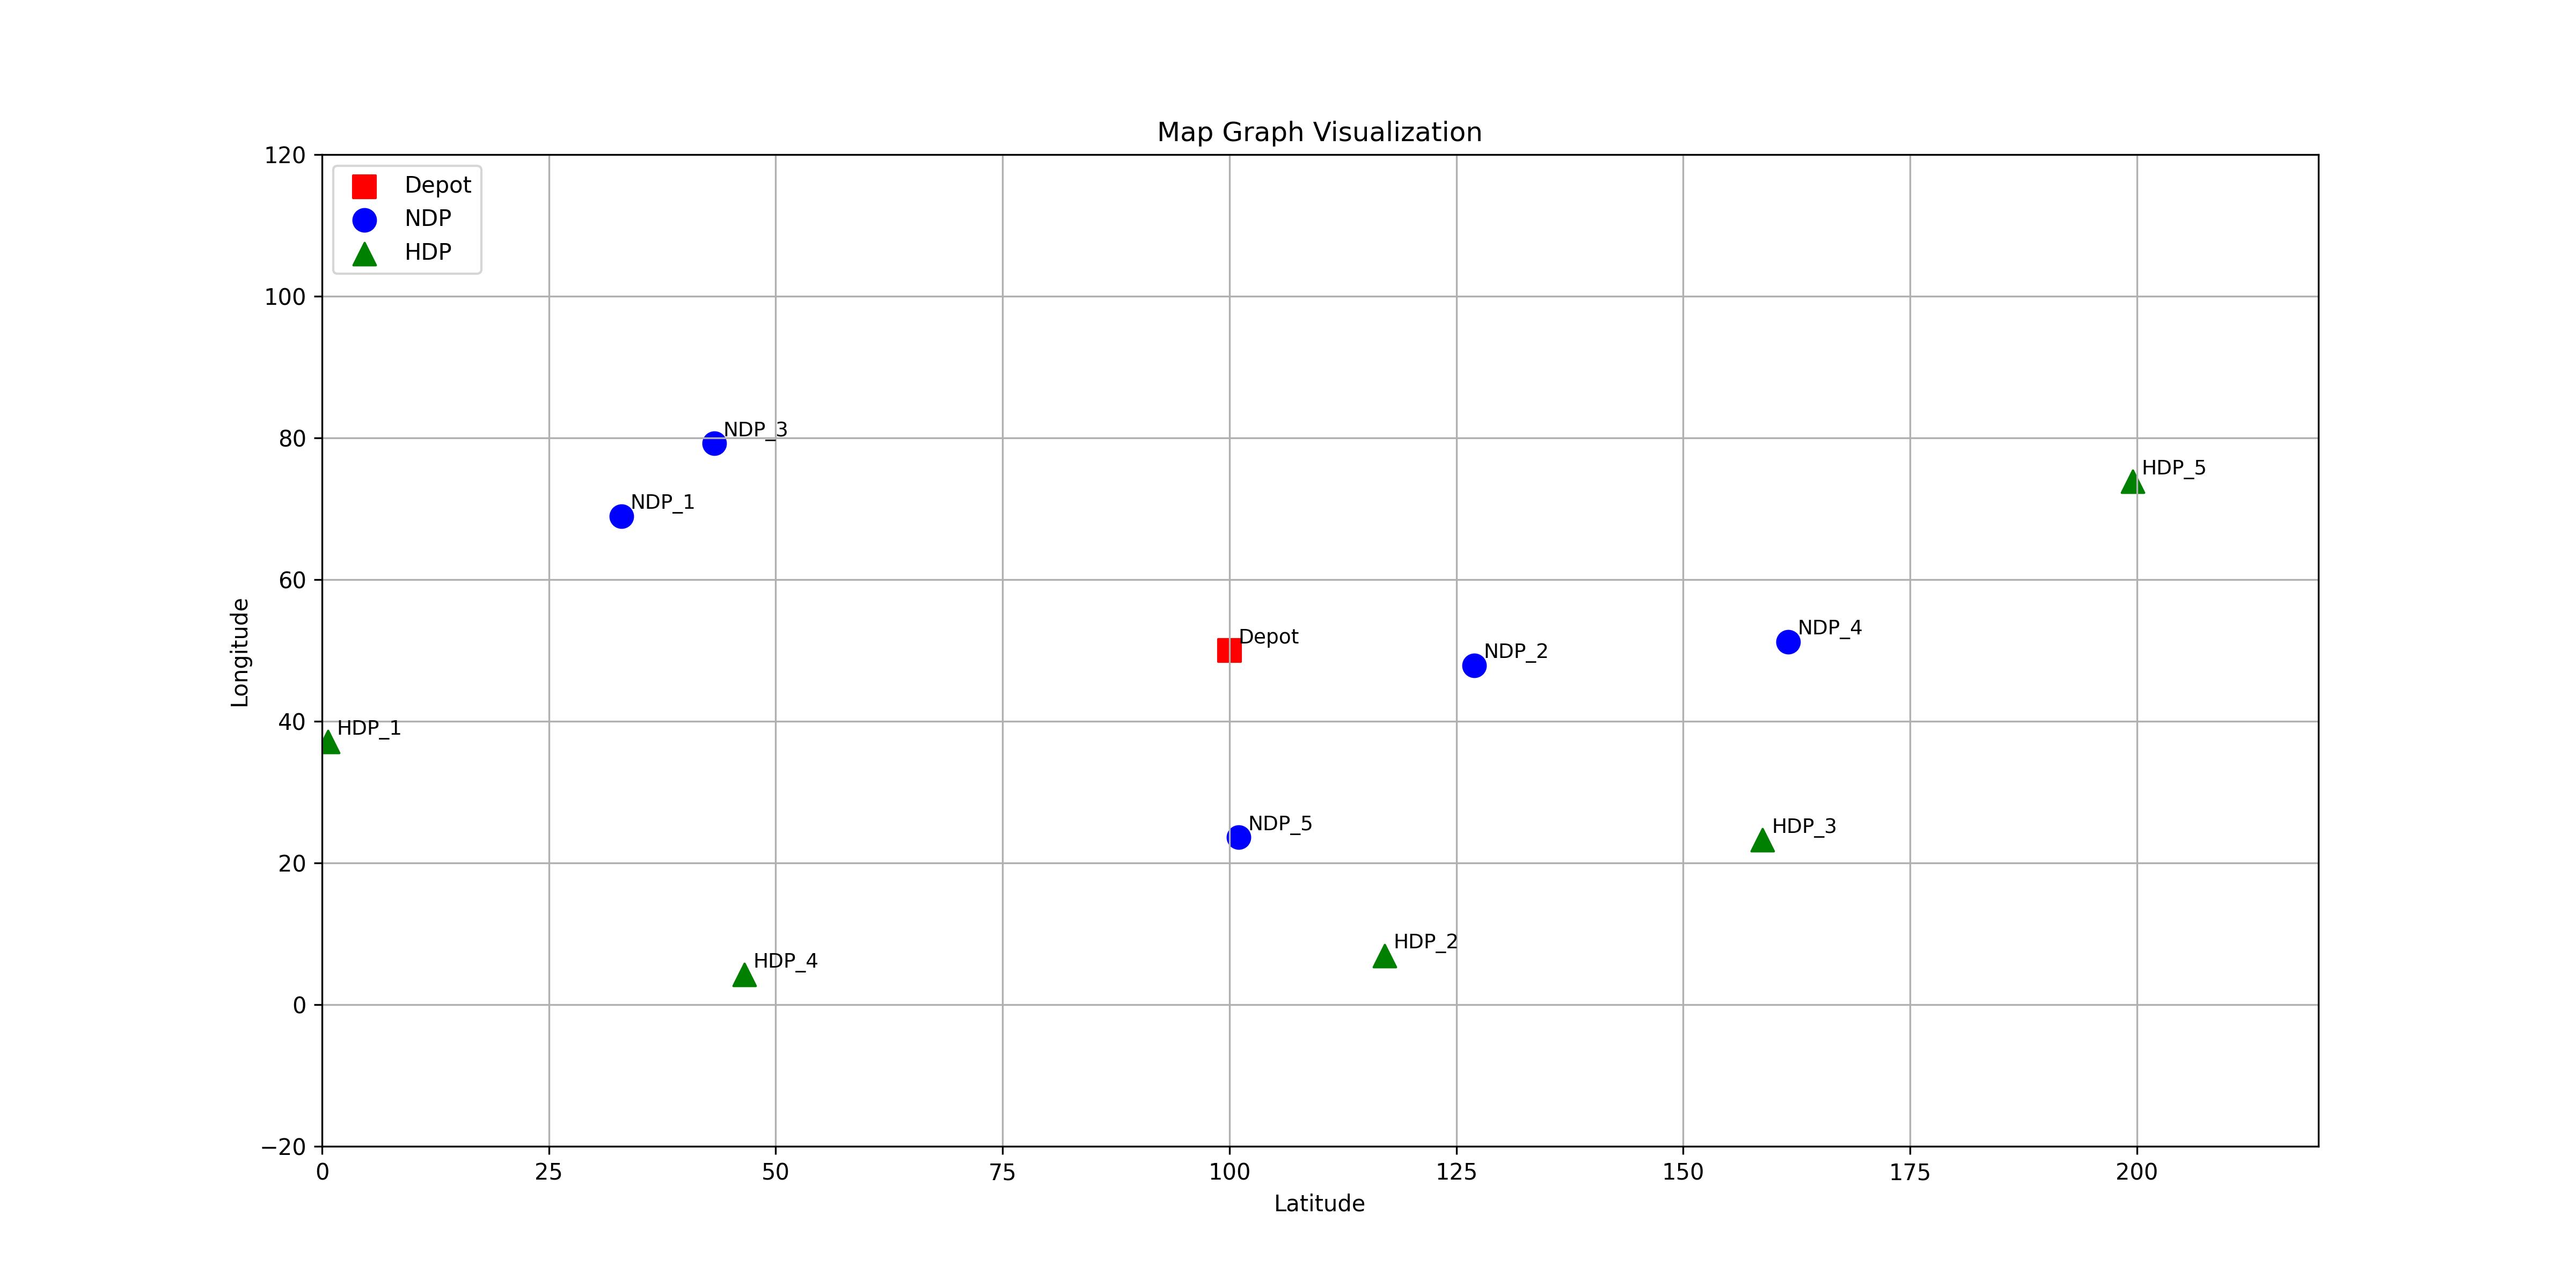 Map Graph Visualization
120
100
80
60
40
20
0
−20
Longitude
Depot
NDP
HDP
NDP_3
HDP_5
NDP_1
Depot
NDP_4
NDP_2
HDP_1
NDP_5
HDP_3
HDP_2
HDP_4
0 25 50 75 100 125 150 175 200
Latitude